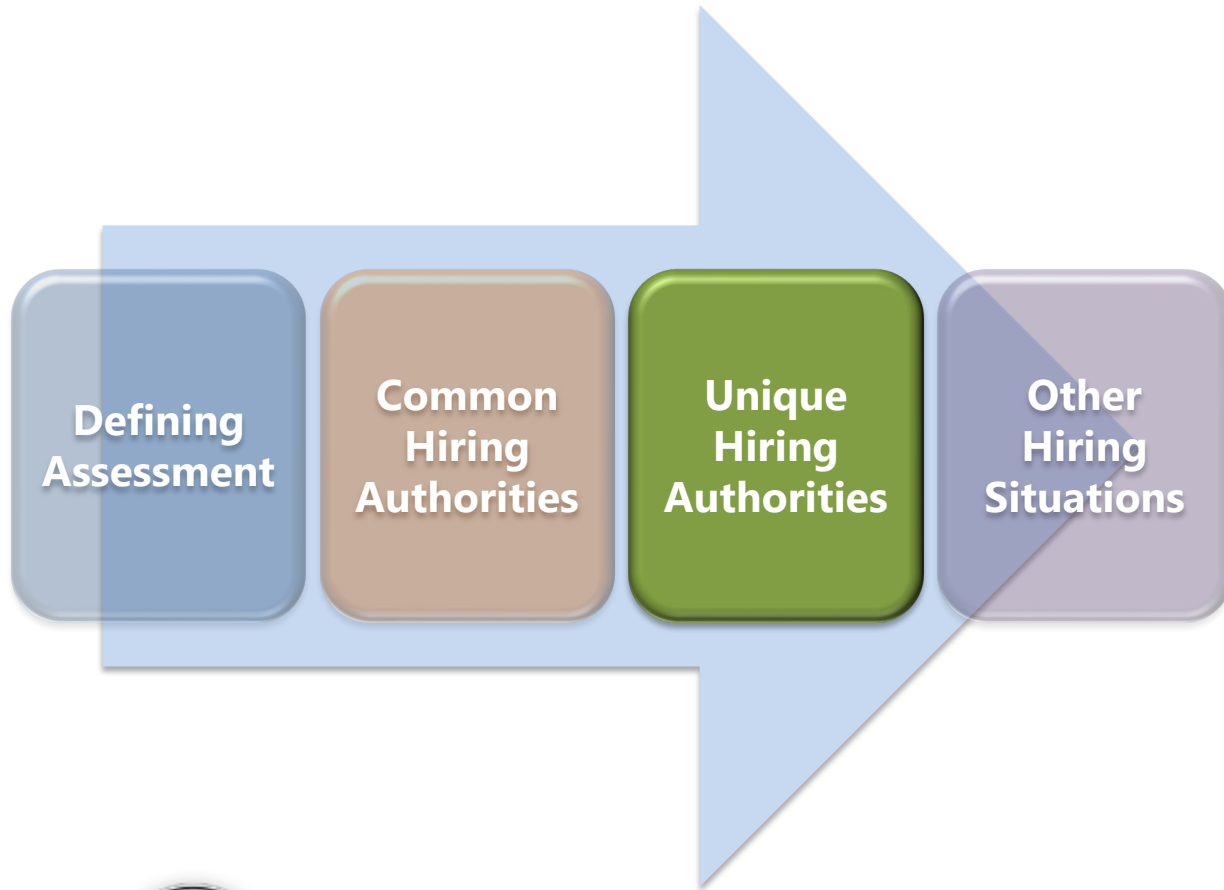 Defining
Assessment
Common
Hiring
Authorities
Unique
Hiring
Authorities
Other
Hiring
Situations